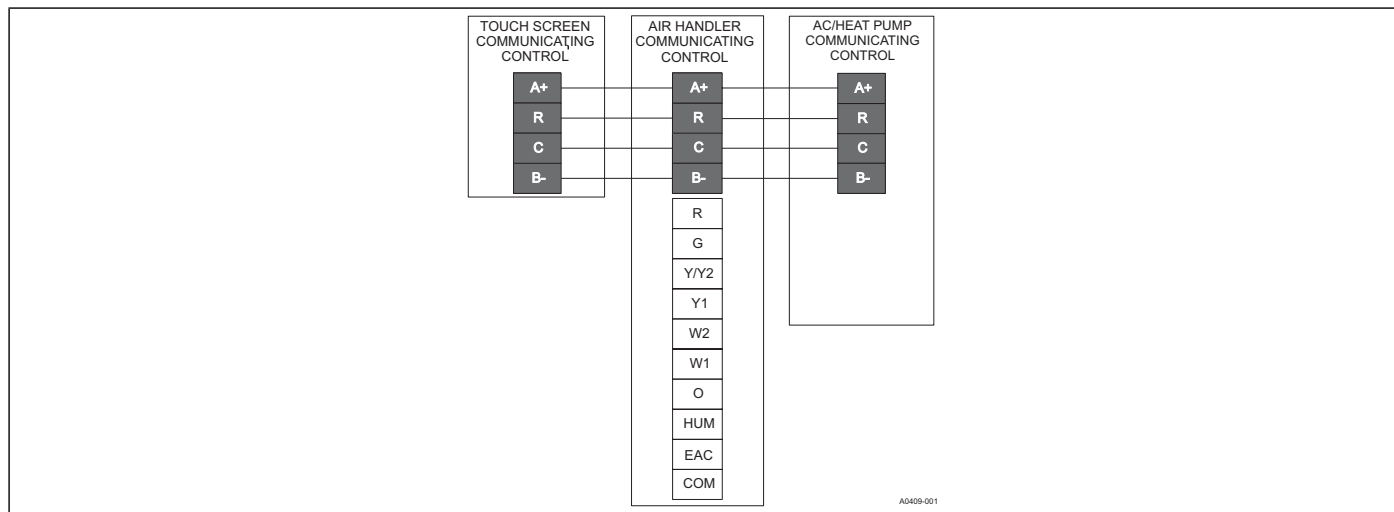 TOUCH SCREEN
COMMUNICATING
CONTROL
A+
R
C
B-
AIR HANDLER
COMMUNICATING
CONTROL
A+
R
C
B-
R
G
Y/Y2
Y1
W2
W1
O
HUM
EAC
COM
AC/HEAT PUMP
COMMUNICATING
CONTROL
A+
R
C
B-
A0409-001